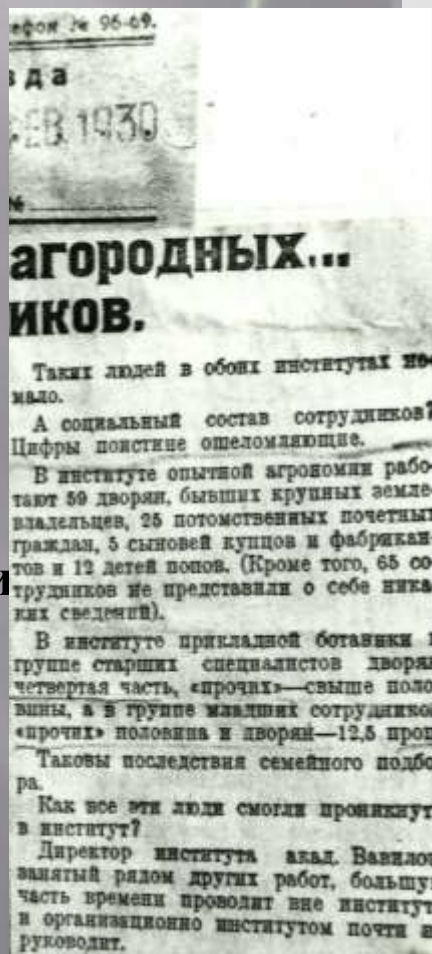 ефон № 96-69.
вда
ЕВ.1930
агородных...
иков.
Таких людей в обоих институтах не-
мало.
А социальный состав сотрудников?
Цифры поистине ошеломляющие.
В институте опытной агрономии рабо-
тают 59 дворян, бывших крупных земле-
владельцев, 25 потомственных почетных
граждан, 5 сыновей купцов и фабрикан-
тов и 12 детей попов. (Кроме того, 65 со-
трудников не представили о себе ника-
ких сведений).
В институте прикладной ботаники в
группе старших специалистов дворян
четвертая часть, «прочих»—свыше поло-
вины, а в группе младших сотруднико
«прочих» половина и дворян—12,5 проц
Таковы последствия семейного подбо
ра.
Как все эти люди смогли проникнут
в институт?
Директор института акад. Вавилов
занятый рядом других работ, большу
часть времени проводит вне институт
и организационно институтом почти н
руководит.